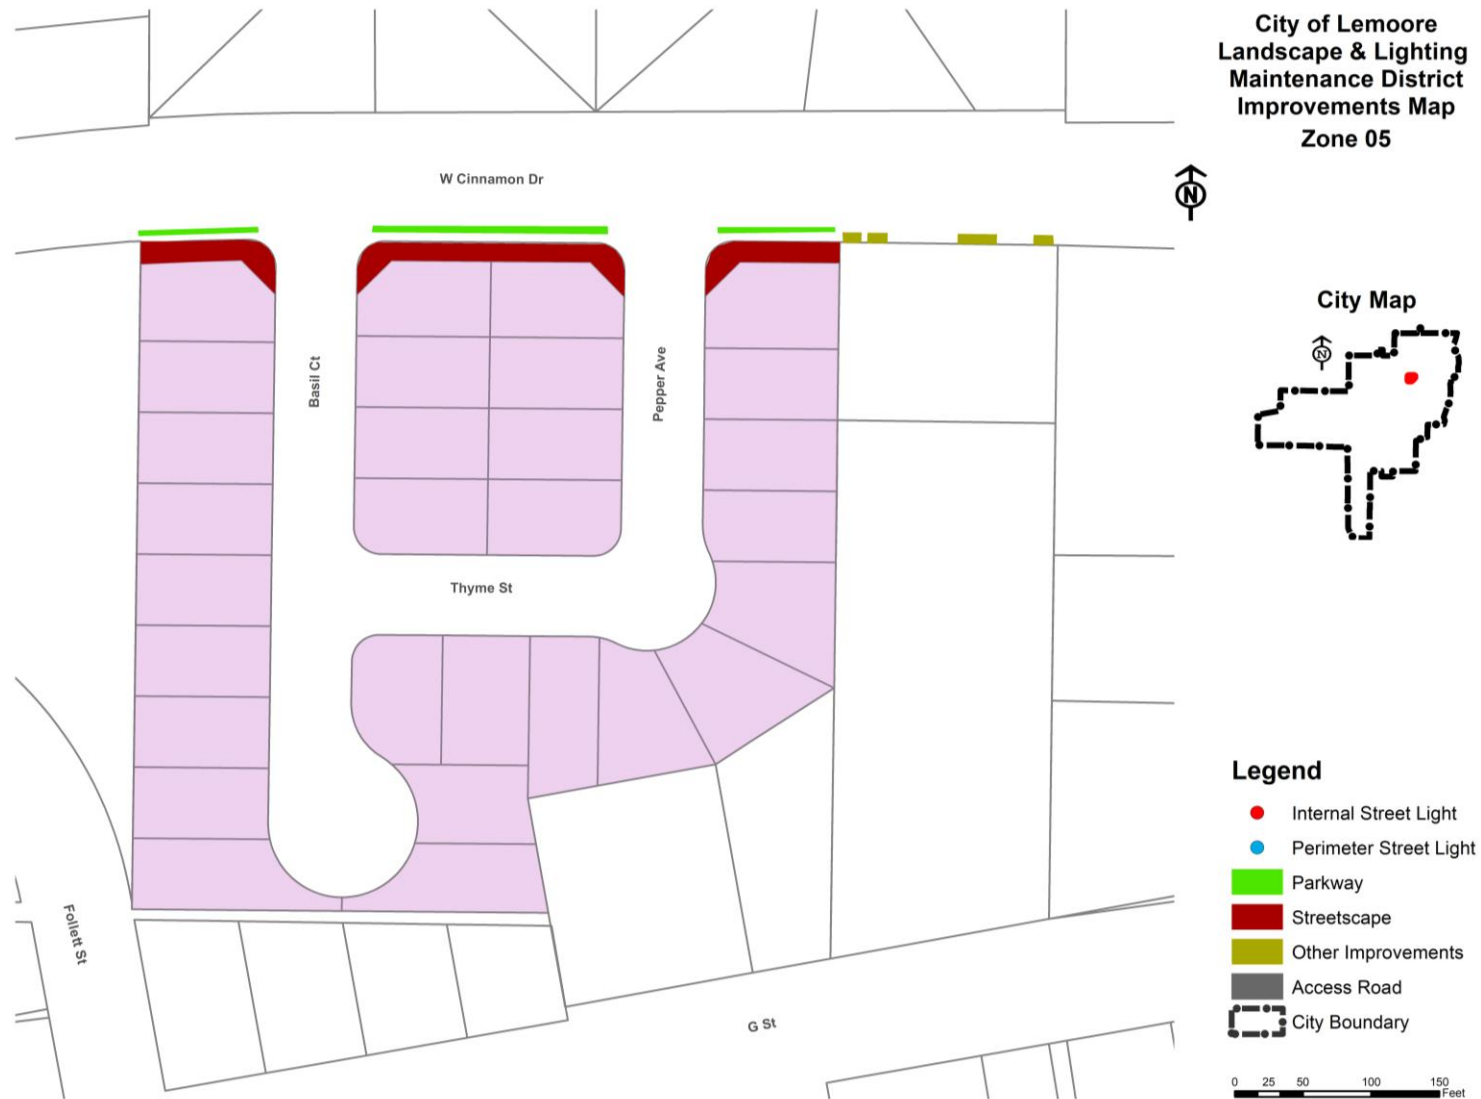 City of Lemoore
Landscape & Lighting
Maintenance District
Improvements Map
Zone 05
N
W Cinnamon Dr
City Map
N
Basil Ct
Pepper Ave
Thyme St
Follett St
G St
Legend
Internal Street Light
Perimeter Street Light
Parkway
Streetscape
Other Improvements
Access Road
City Boundary
0 25 50 100 150
Feet